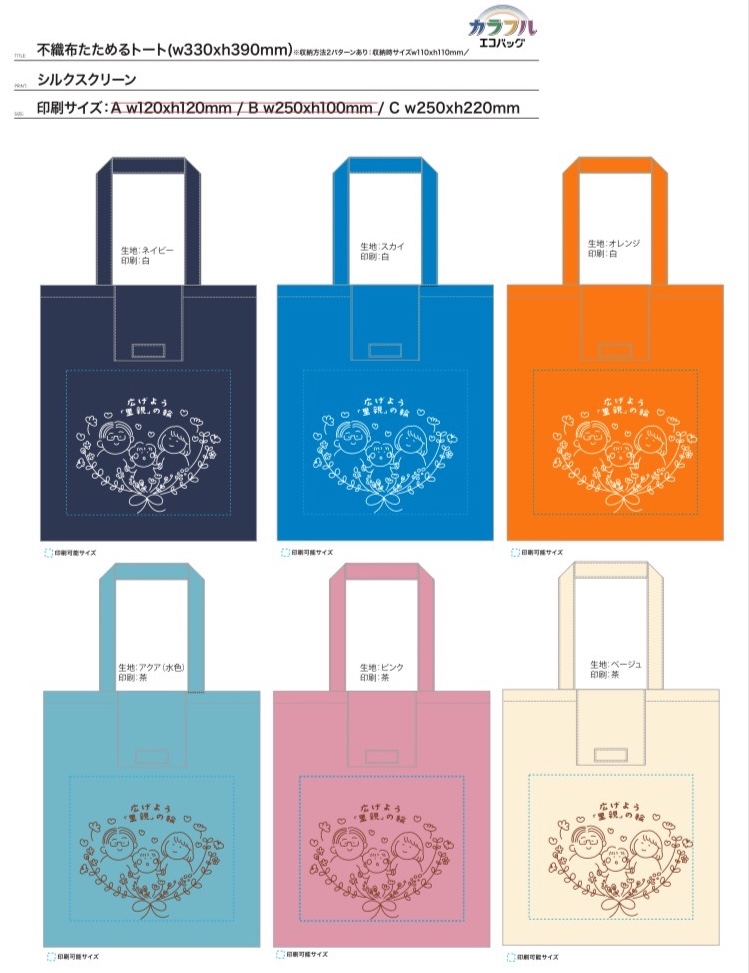 カラフル
エコバッグ
TITLE: 不織布たためるトート(w330xh390mm)※収納方法2パターンあり:収納時サイズw110xh110mm/
PRINT: シルクスクリーン
SIZE: 印刷サイズ:A w120xh120mm / B w250xh100mm / C w250xh220mm
生地:ネイビー
印刷:白
生地:スカイ
印刷:白
生地:オレンジ
印刷:白
広げよう
「里親」の輪
広げよう
「里親」の輪
広げよう
「里親」の輪
印刷可能サイズ
印刷可能サイズ
印刷可能サイズ
生地:アクア(水色)
印刷:茶
生地:ピンク
印刷:茶
生地:ベージュ
印刷:茶
広げよう
「里親」の輪
広げよう
「里親」の輪
広げよう
「里親」の輪
印刷可能サイズ
印刷可能サイズ
印刷可能サイズ